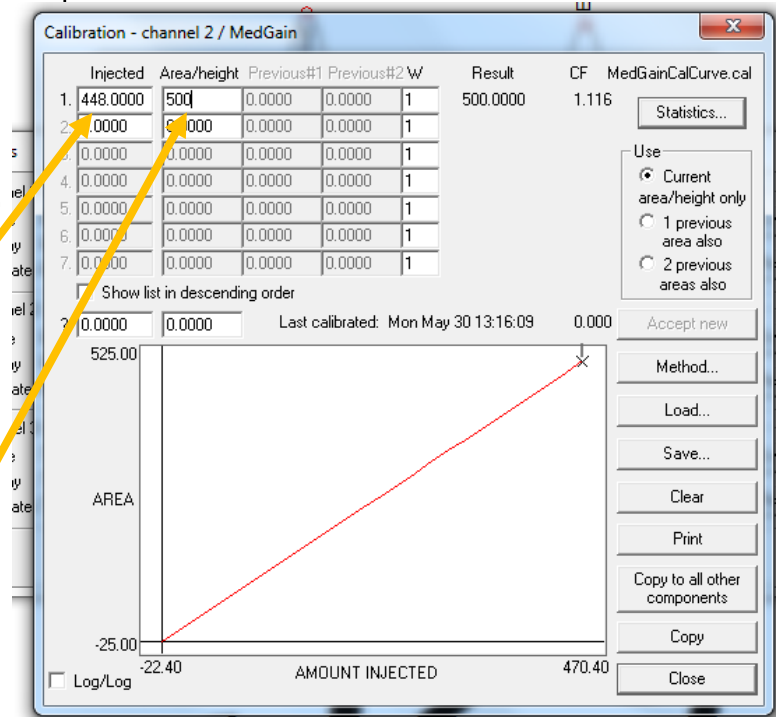 Calibration - channel 2 / MedGain
Injected Area/height Previous#1 Previous#2 W Result CF MedGainCalCurve.cal
1. 448.0000 500 0.0000 0.0000 1 500.0000 1.116
Statistics...
2. .0000 0000 0.0000 0.0000 1
3. 0.0000 0.0000 0.0000 0.0000 1
4. 0.0000 0.0000 0.0000 0.0000 1
5. 0.0000 0.0000 0.0000 0.0000 1
6. 0.0000 0.0000 0.0000 0.0000 1
7. 0.0000 0.0000 0.0000 0.0000 1
Use
Current
area/height only
1 previous
area also
2 previous
areas also
Show list in descending order
? 0.0000 0.0000 Last calibrated: Mon May 30 13:16:09 0.000
Accept new
Method...
Load...
Save...
Clear
Print
Copy to all other
components
Copy
Close
525.00
AREA
-25.00
-22.40 AMOUNT INJECTED 470.40
Log/Log